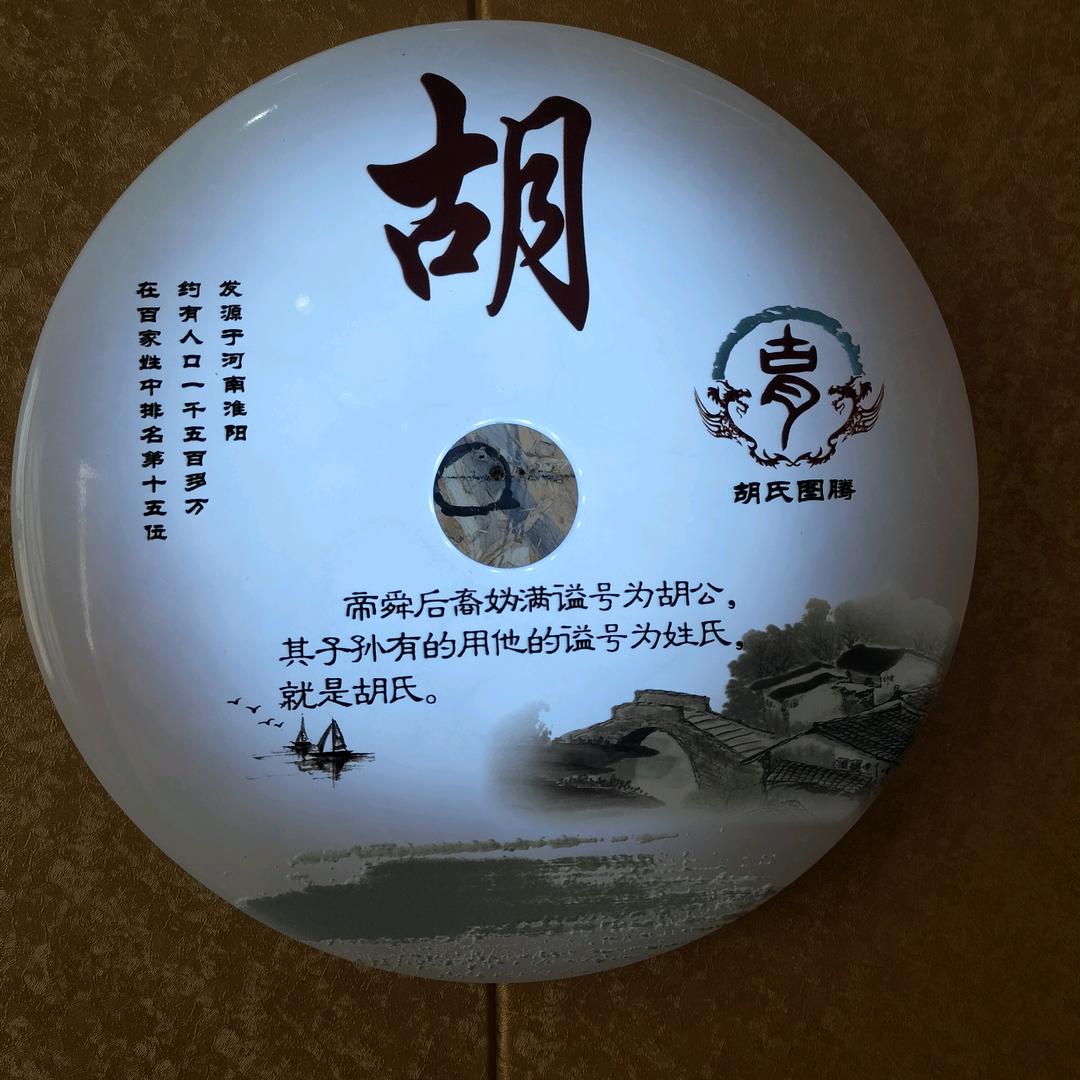 胡
发源于河南淮阳
约有人口一千五百多万
在百家姓中排名第十五位
胡
胡氏图腾
帝舜后裔妫满谥号为胡公，
其子孙有的用他的谥号为姓氏，
就是胡氏。